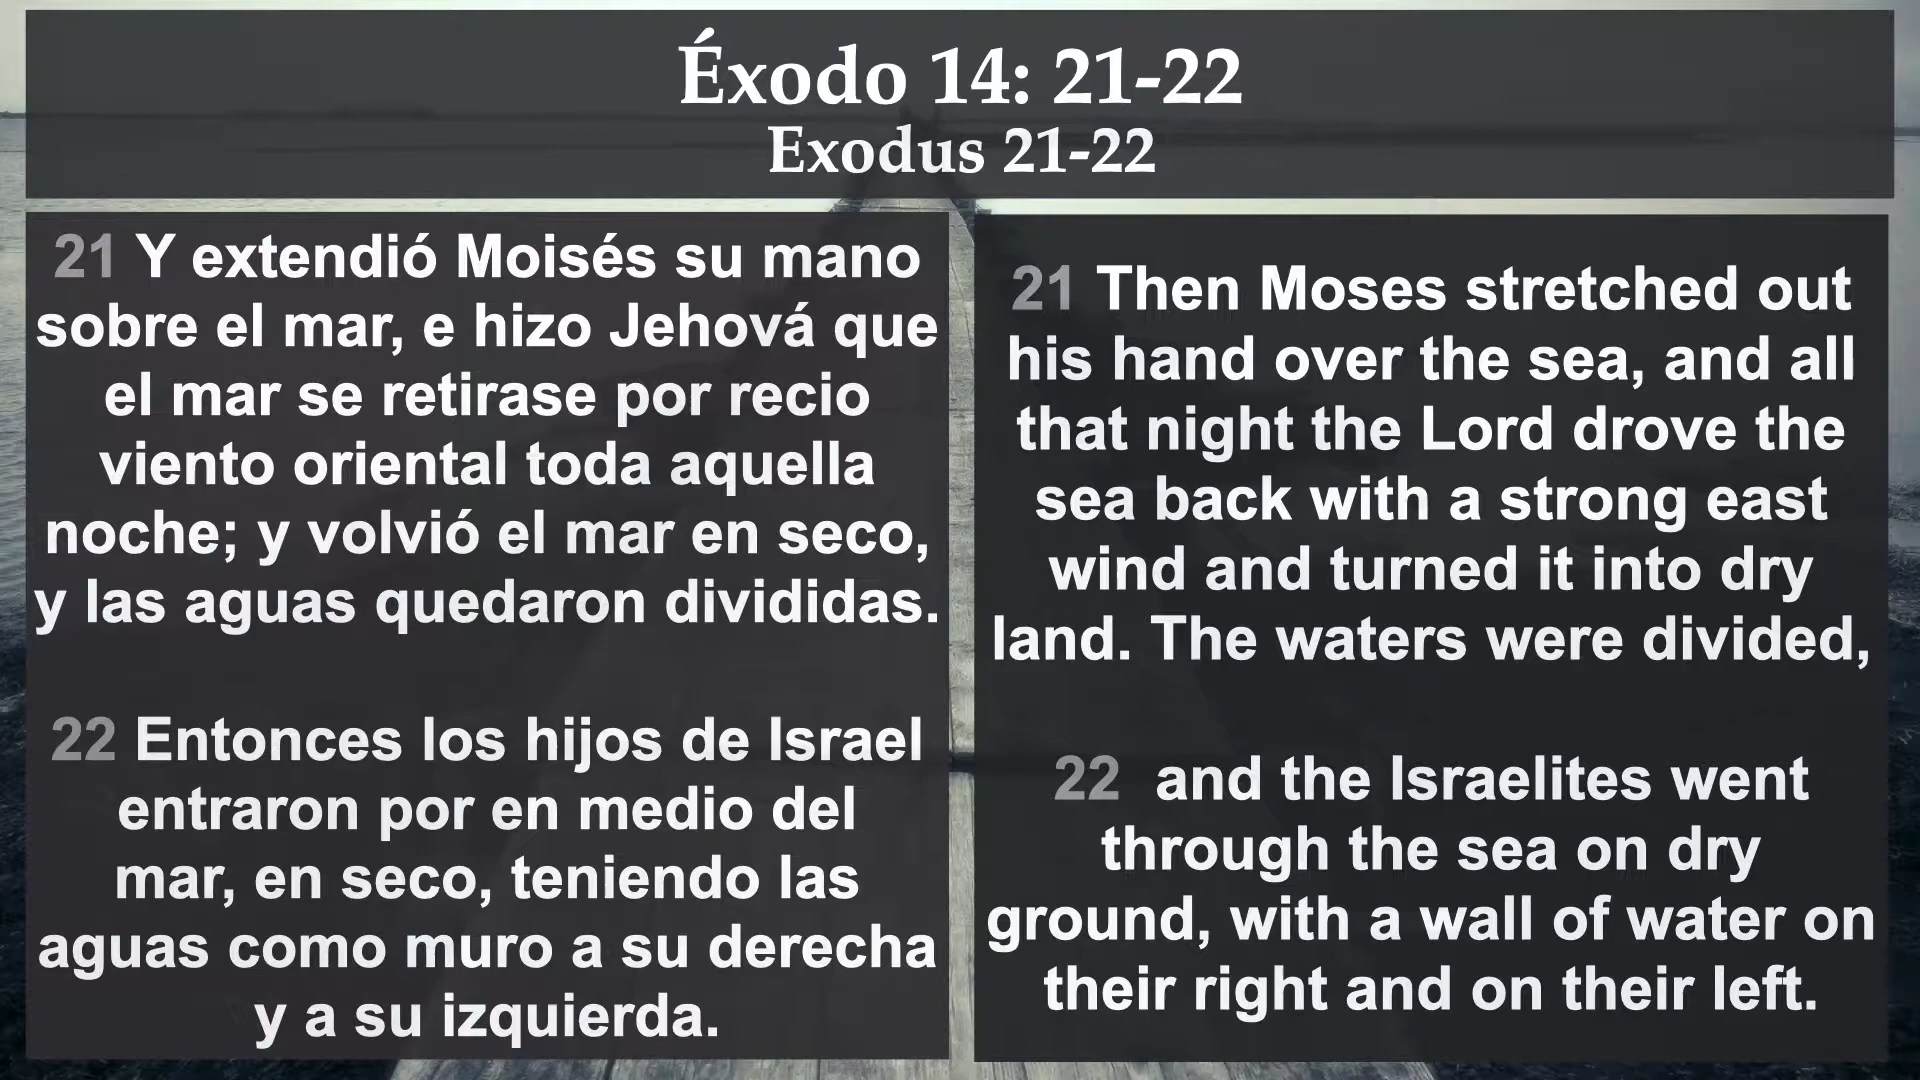 Éxodo 14: 21-22
Exodus 21-22
21 Y extendió Moisés su mano
sobre el mar, e hizo Jehová que
el mar se retirase por recio
viento oriental toda aquella
noche; y volvió el mar en seco,
y las aguas quedaron divididas.
22 Entonces los hijos de Israel
entraron por en medio del
mar, en seco, teniendo las
aguas como muro a su derecha
y a su izquierda.
21 Then Moses stretched out
his hand over the sea, and all
that night the Lord drove the
sea back with a strong east
wind and turned it into dry
land. The waters were divided,
22 and the Israelites went
through the sea on dry
ground, with a wall of water on
their right and on their left.